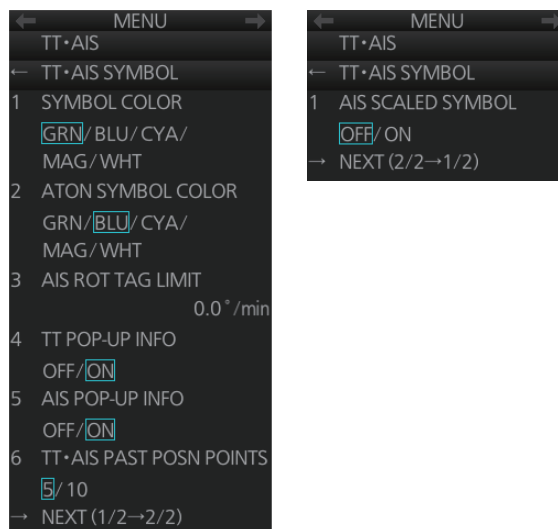 ← MENU →
TT•AIS
← TT•AIS SYMBOL
1 SYMBOL COLOR
GRN/BLU/CYA/
MAG/WHT
2 ATON SYMBOL COLOR
GRN/BLU/CYA/
MAG/WHT
3 AIS ROT TAG LIMIT
0.0°/min
4 TT POP-UP INFO
OFF/ON
5 AIS POP-UP INFO
OFF/ON
6 TT•AIS PAST POSN POINTS
5/10
→ NEXT (1/2→2/2)
← MENU →
TT•AIS
← TT•AIS SYMBOL
1 AIS SCALED SYMBOL
OFF/ON
→ NEXT (2/2→1/2)